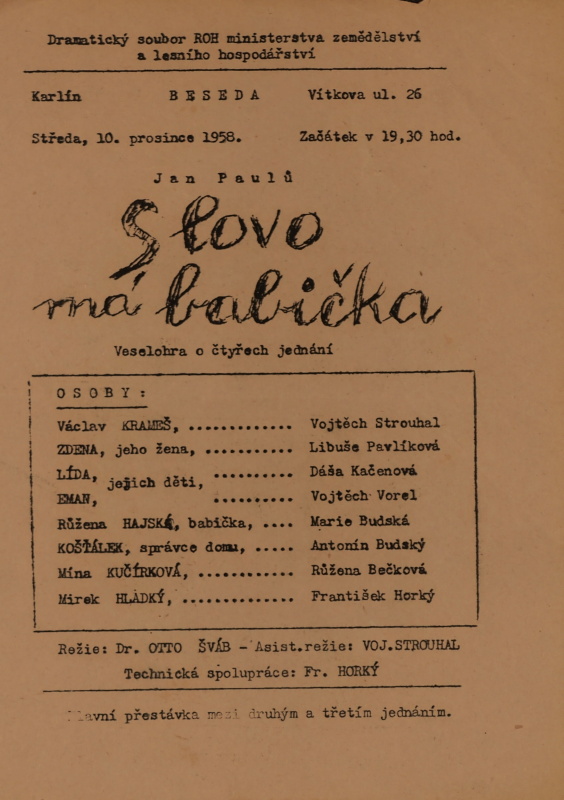 Dramatický soubor ROH ministerstva zemědělství
a lesního hospodářství
Karlín B E S E D A Vítkova ul. 26
Středa, 10. prosince 1958. Začátek v 19,30 hod.
Jan Paulů
Slovo
má babička
Veselohra o čtyřech jednání
O S O B Y :
Václav KRAMEŠ, ............. Vojtěch Strouhal
ZDENA, jeho žena, ........... Libuše Pavlíková
LÍDA, .......... Dáša Kačenová
jejich děti,
EMAN, .......... Vojtěch Vorel
Růžena HAJSKÁ, babička, .... Marie Budská
KOŠŤÁLEK, správce domu, ..... Antonín Budský
Mína KUČÍRKOVÁ, ............ Růžena Bečková
Mirek HLADKÝ, .............. František Horký
Režie: Dr. OTTO ŠVÁB - Asist.režie: VOJ.STROUHAL
Technická spolupráce: Fr. HORKÝ
Hlavní přestávka mezi druhým a třetím jednáním.